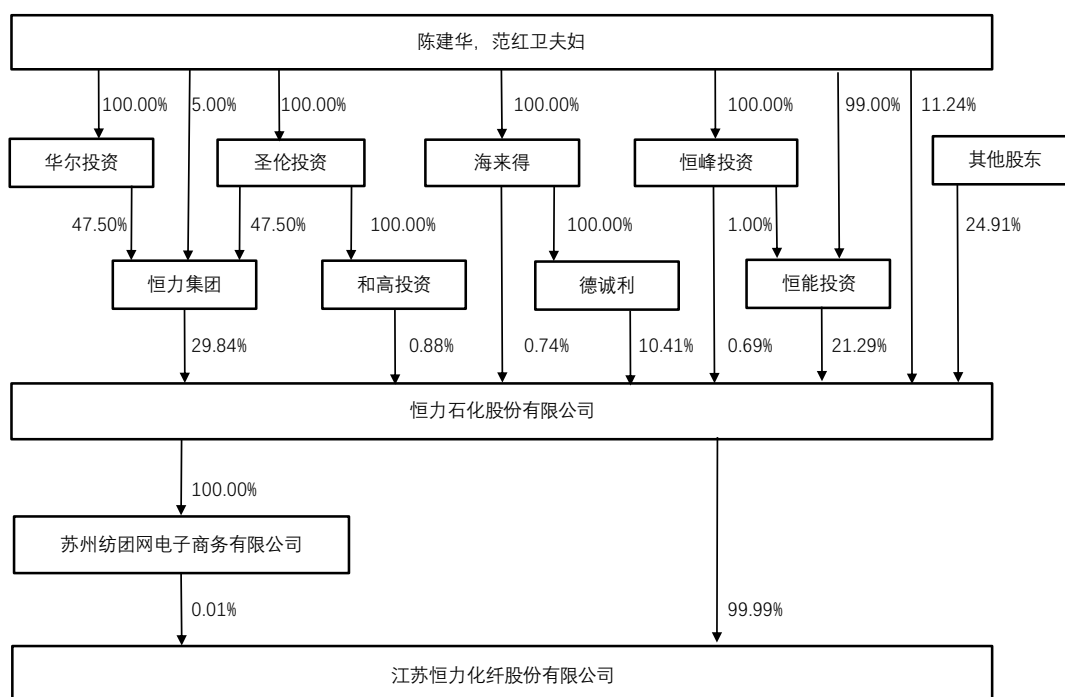 陈建华，范红卫夫妇
100.00%
5.00%
100.00%
100.00%
100.00%
99.00%
11.24%
华尔投资
圣伦投资
海来得
恒峰投资
其他股东
47.50%
47.50%
100.00%
100.00%
1.00%
24.91%
恒力集团
和高投资
德诚利
恒能投资
29.84%
0.88%
0.74%
10.41%
0.69%
21.29%
恒力石化股份有限公司
100.00%
苏州纺团网电子商务有限公司
0.01%
99.99%
江苏恒力化纤股份有限公司